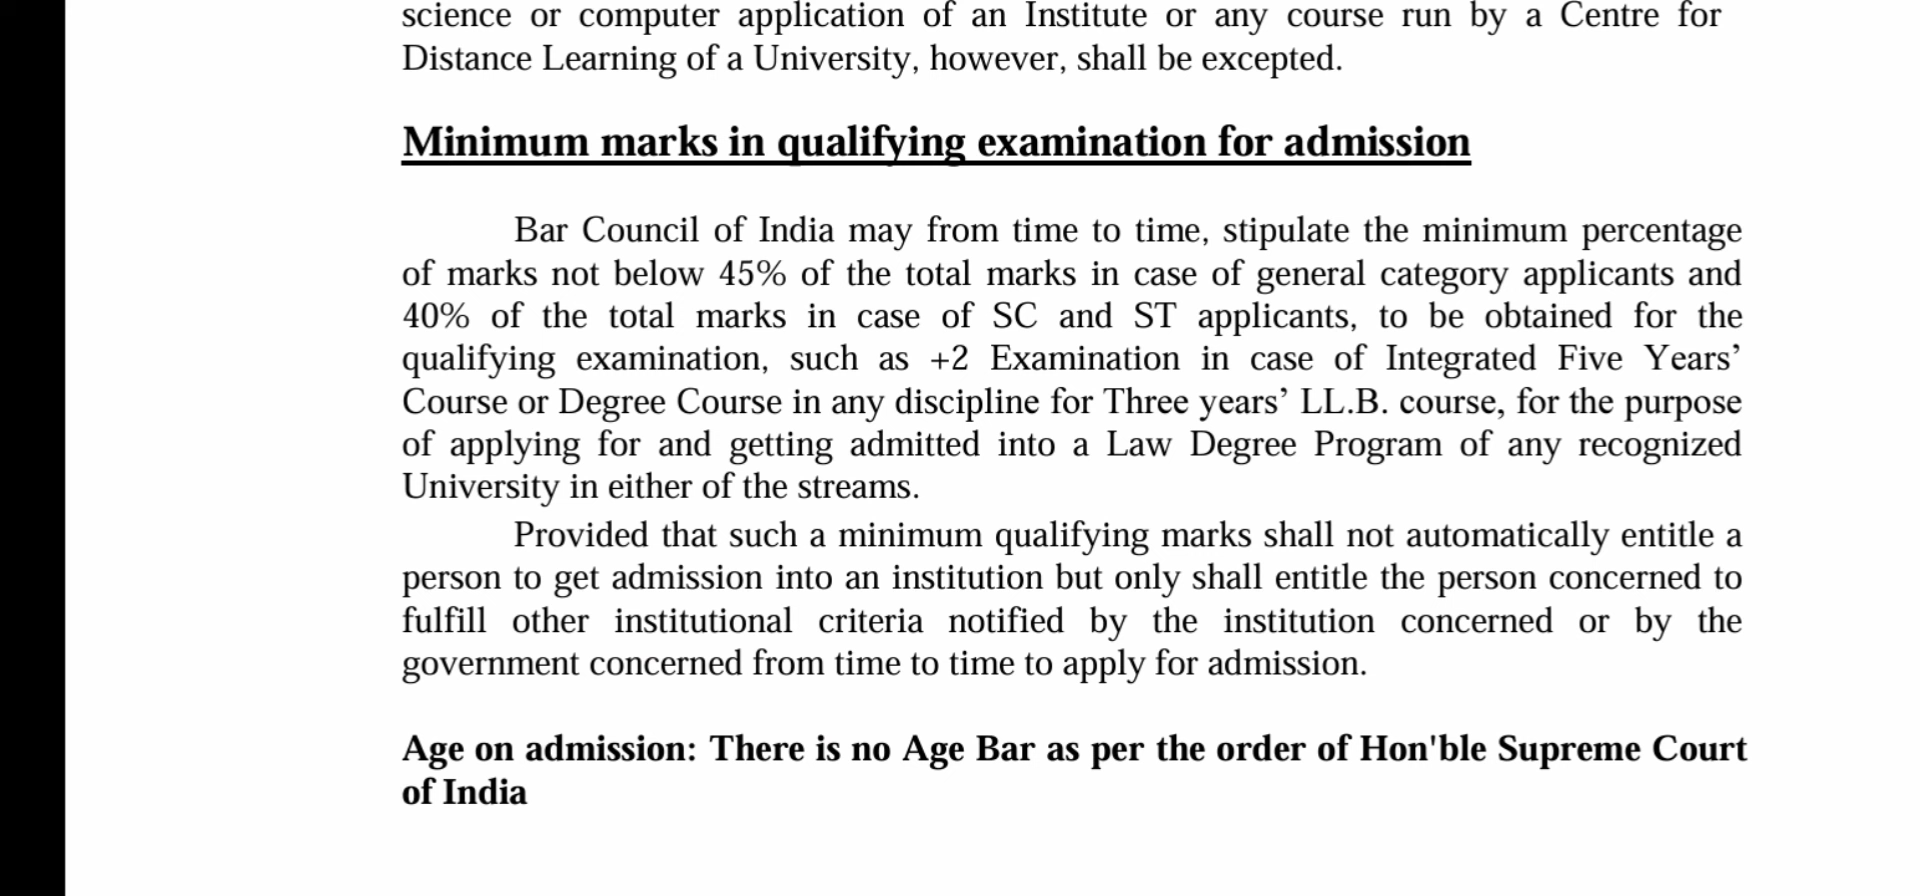 science or computer application of an Institute or any course run by a Centre for
Distance Learning of a University, however, shall be excepted.
Minimum marks in qualifying examination for admission
Bar Council of India may from time to time, stipulate the minimum percentage
of marks not below 45% of the total marks in case of general category applicants and
40% of the total marks in case of SC and ST applicants, to be obtained for the
qualifying examination, such as +2 Examination in case of Integrated Five Years’
Course or Degree Course in any discipline for Three years’ LL.B. course, for the purpose
of applying for and getting admitted into a Law Degree Program of any recognized
University in either of the streams.
Provided that such a minimum qualifying marks shall not automatically entitle a
person to get admission into an institution but only shall entitle the person concerned to
fulfill other institutional criteria notified by the institution concerned or by the
government concerned from time to time to apply for admission.
Age on admission: There is no Age Bar as per the order of Hon'ble Supreme Court
of India